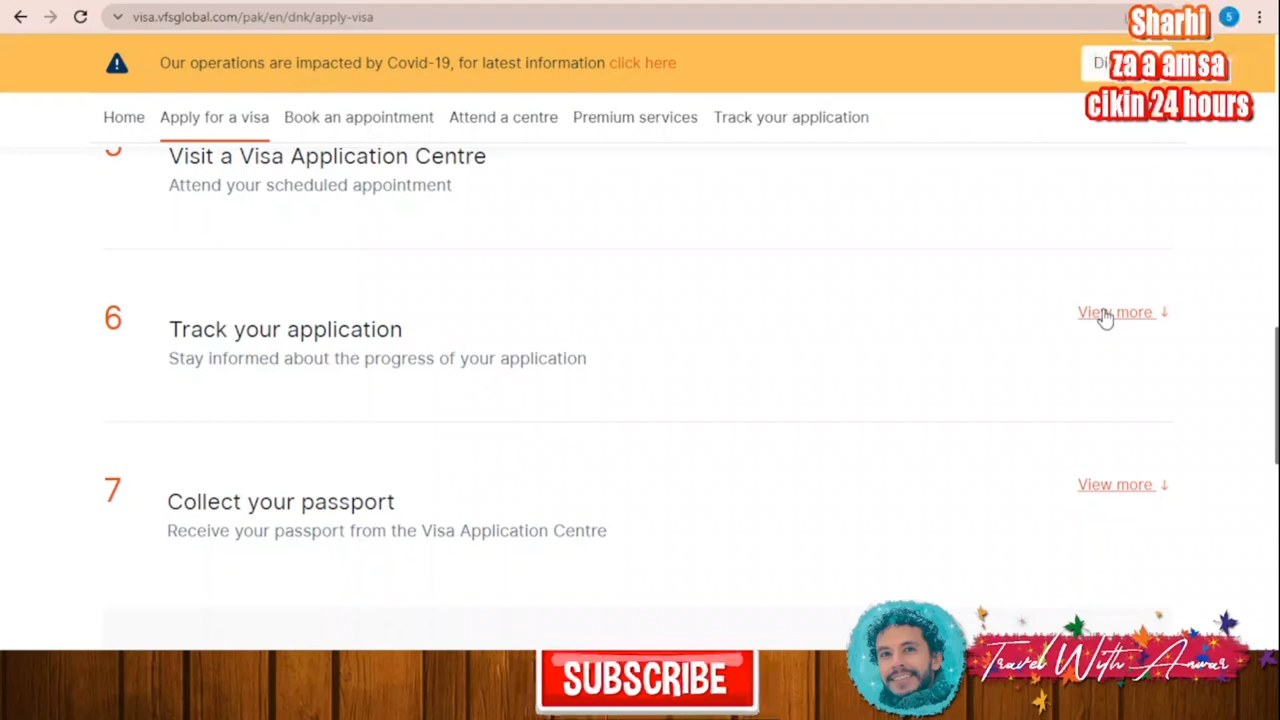 visa.vfsglobal.com/pak/en/dnk/apply-visa
Sharhi
5
Our operations are impacted by Covid-19, for latest information click here
za a amsa
cikin 24 hours
Home Apply for a visa Book an appointment Attend a centre Premium services Track your application
Visit a Visa Application Centre
Attend your scheduled appointment
6
View more ↓
Track your application
Stay informed about the progress of your application
7
View more ↓
Collect your passport
Receive your passport from the Visa Application Centre
SUBSCRIBE
Travel With Anwar